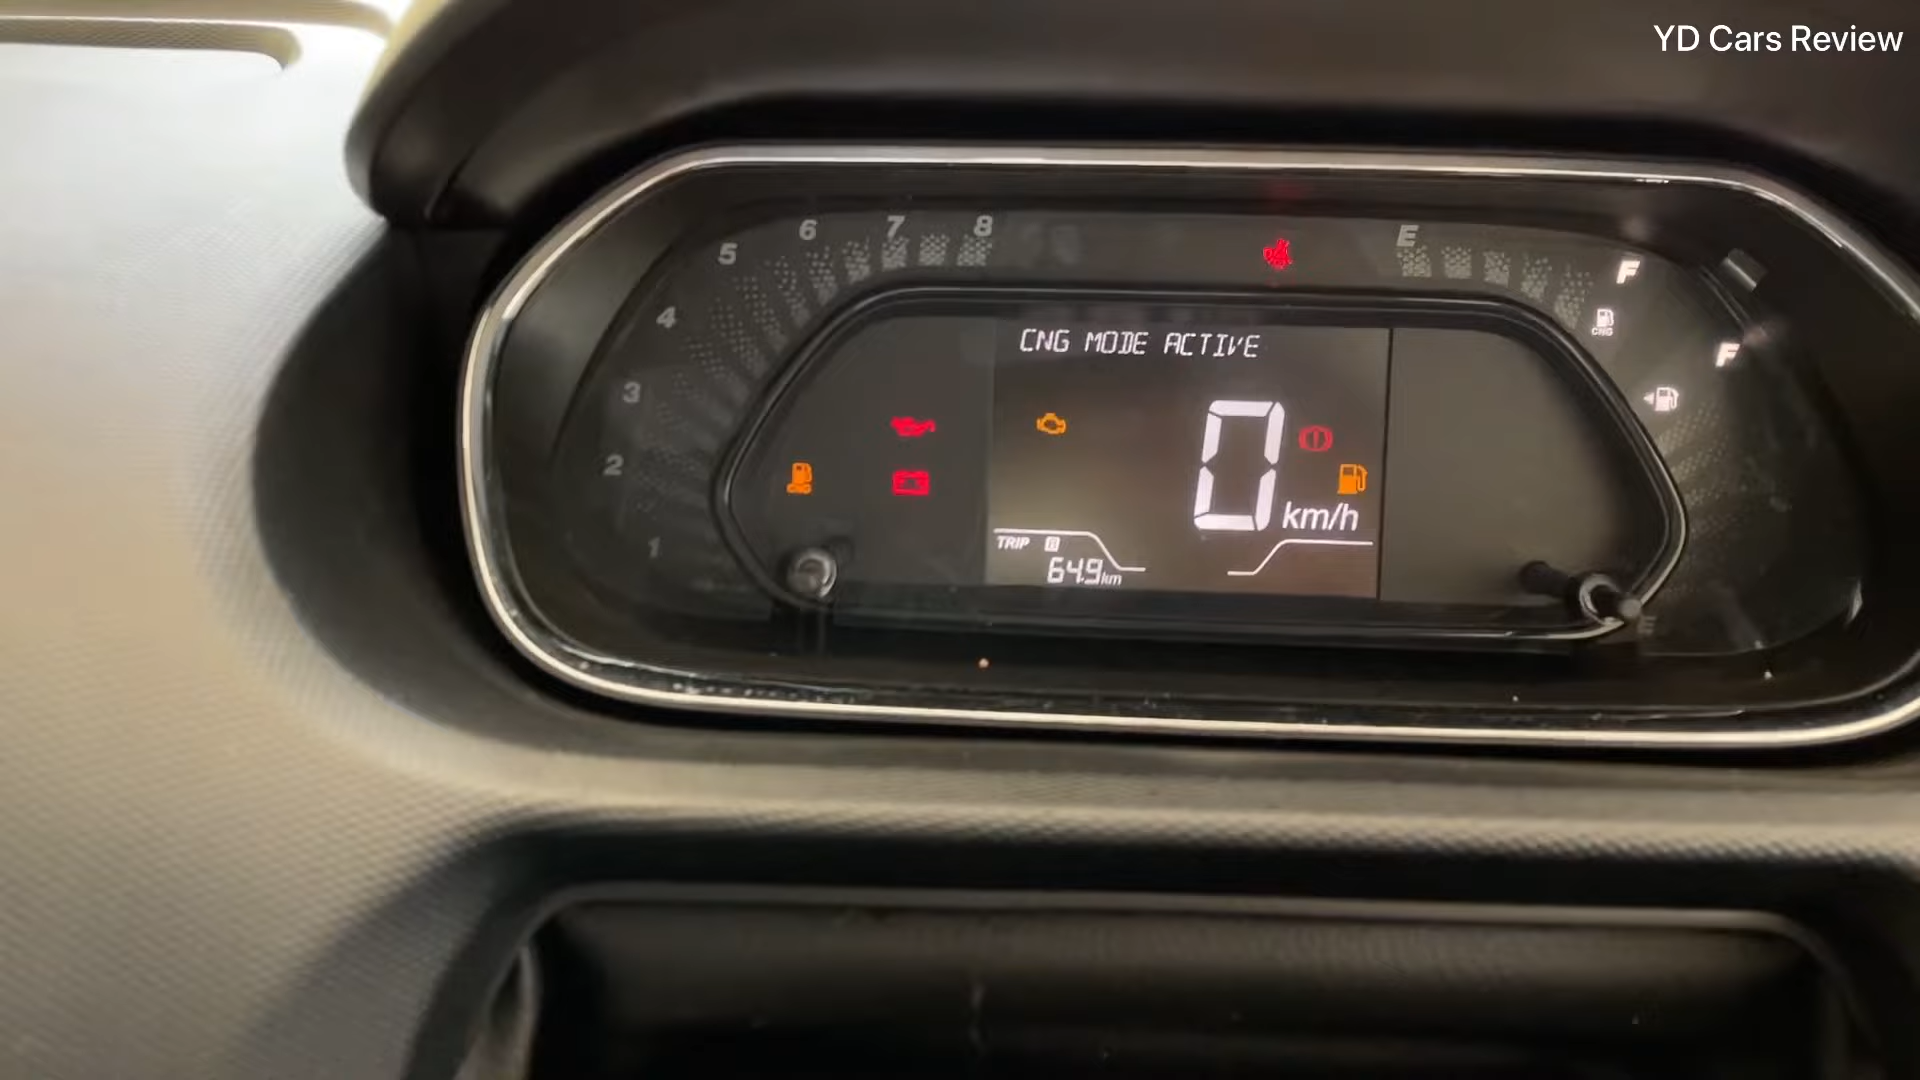 YD Cars Review
5 6 7 8
E
4
F
CNG
CNG MODE ACTIVE
F
3
0
2
km/h
1
TRIP B
64.9km